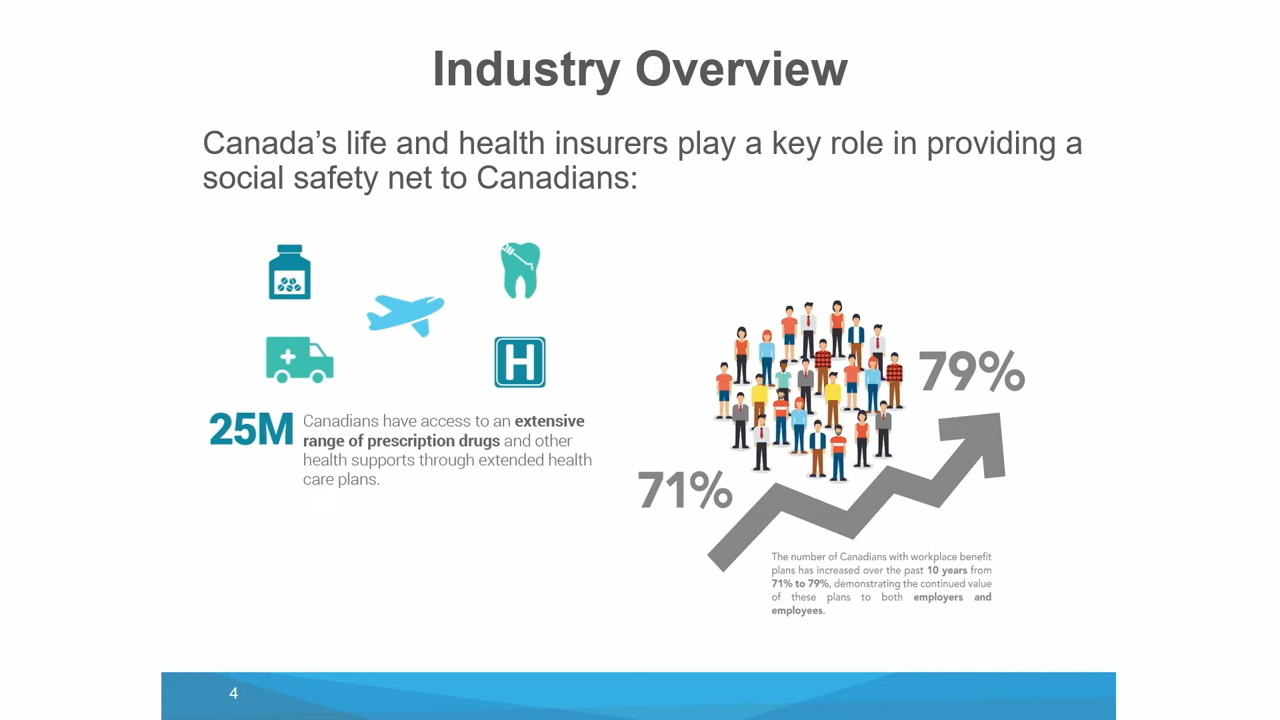 Industry Overview
Canada’s life and health insurers play a key role in providing a
social safety net to Canadians:
H
25M
Canadians have access to an extensive
range of prescription drugs and other
health supports through extended health
care plans.
79%
71%
The number of Canadians with workplace benefit
plans has increased over the past 10 years from
71% to 79%, demonstrating the continued value
of these plans to both employers and
employees.
4